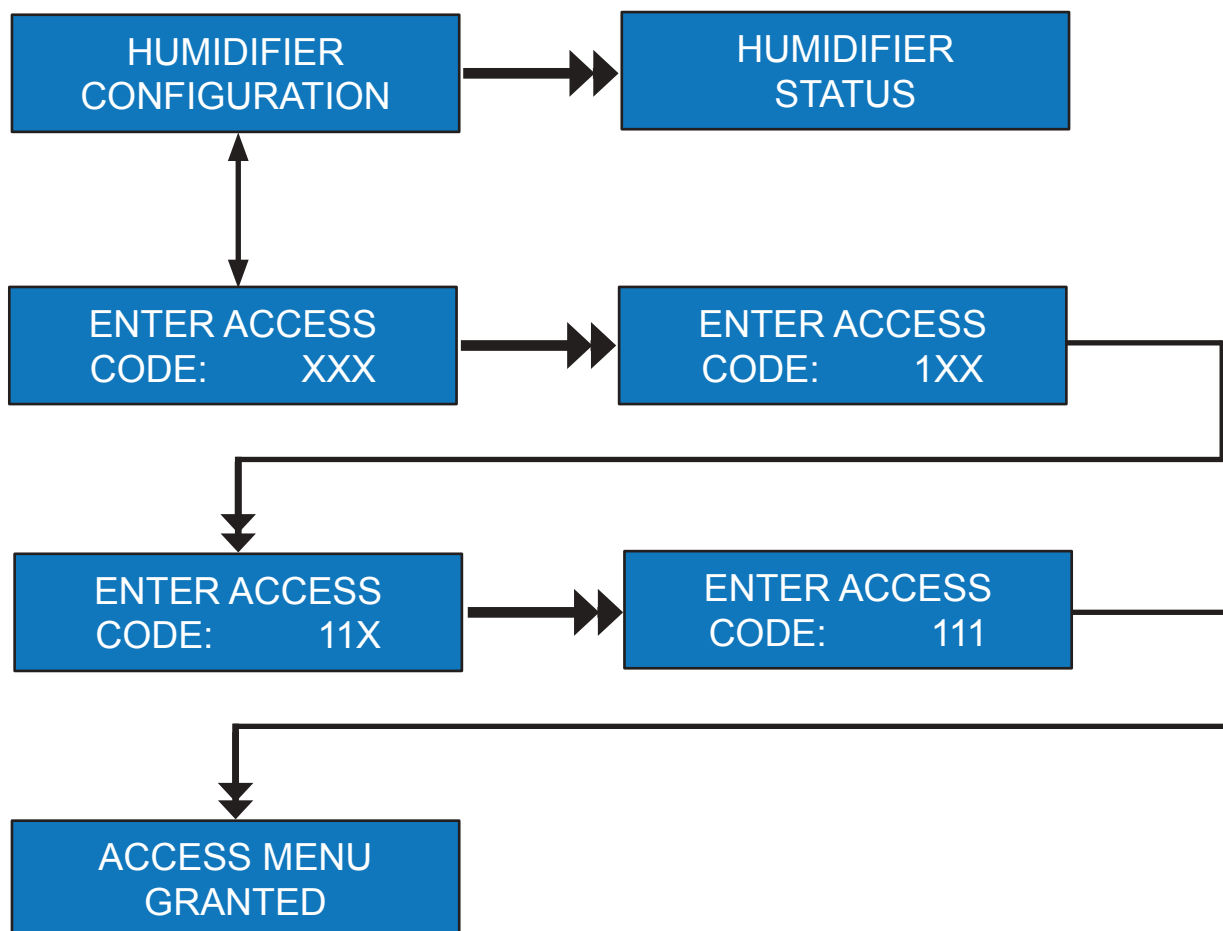 HUMIDIFIER
CONFIGURATION
HUMIDIFIER
STATUS
ENTER ACCESS
CODE: XXX
ENTER ACCESS
CODE: 1XX
ENTER ACCESS
CODE: 11X
ENTER ACCESS
CODE: 111
ACCESS MENU
GRANTED